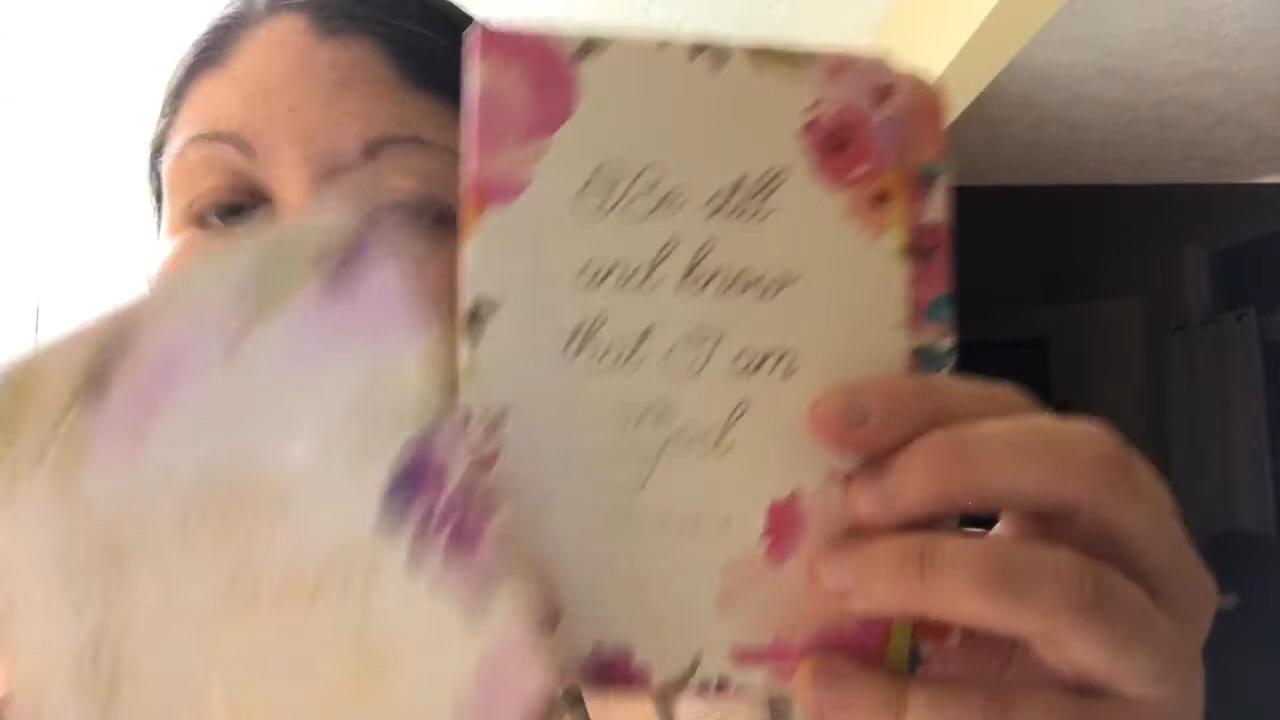 Be still
and know
that I am
God